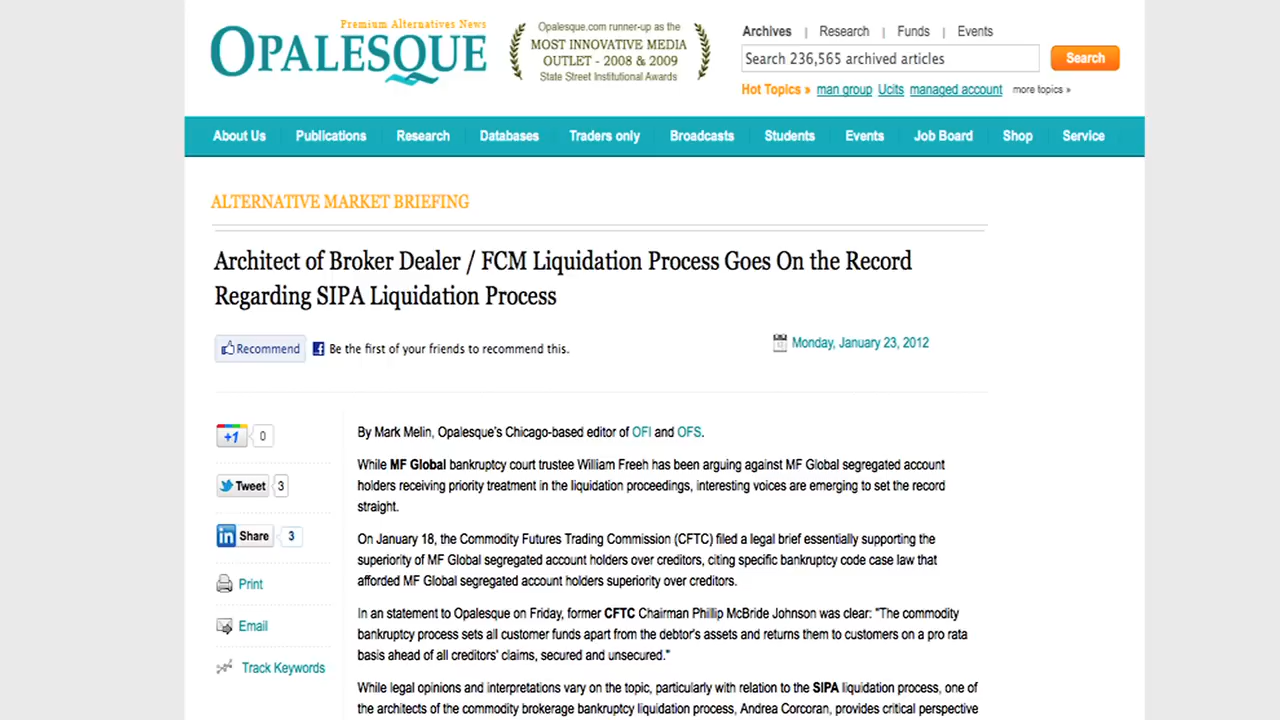 Premium Alternatives News
OPALESQUE
Opalesque.com runner-up as the
MOST INNOVATIVE MEDIA
OUTLET - 2008 & 2009
State Street Institutional Awards
Archives | Research | Funds | Events
Search 236,565 archived articles
Search
Hot Topics » man group Ucits managed account more topics »
About Us Publications Research Databases Traders only Broadcasts Students Events Job Board Shop Service
ALTERNATIVE MARKET BRIEFING
Architect of Broker Dealer / FCM Liquidation Process Goes On the Record
Regarding SIPA Liquidation Process
Recommend Be the first of your friends to recommend this.
Monday, January 23, 2012
+1 0
Tweet 3
in Share 3
Print
Email
Track Keywords
By Mark Melin, Opalesque's Chicago-based editor of OFI and OFS.
While MF Global bankruptcy court trustee William Freeh has been arguing against MF Global segregated account
holders receiving priority treatment in the liquidation proceedings, interesting voices are emerging to set the record
straight.
On January 18, the Commodity Futures Trading Commission (CFTC) filed a legal brief essentially supporting the
superiority of MF Global segregated account holders over creditors, citing specific bankruptcy code case law that
afforded MF Global segregated account holders superiority over creditors.
In an statement to Opalesque on Friday, former CFTC Chairman Phillip McBride Johnson was clear: "The commodity
bankruptcy process sets all customer funds apart from the debtor's assets and returns them to customers on a pro rata
basis ahead of all creditors' claims, secured and unsecured."
While legal opinions and interpretations vary on the topic, particularly with relation to the SIPA liquidation process, one of
the architects of the commodity brokerage bankruptcy liquidation process, Andrea Corcoran, provides critical perspective